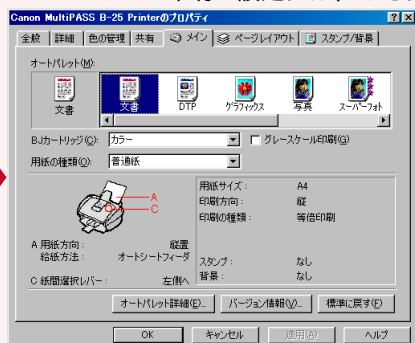 Canon MultiPASS B-25 Printerのプロパティ
全般 詳細 色の管理 共有 メイン ページレイアウト スタンプ/背景
オートパレット(M):
文書 文書 DTP グラフィックス 写真 スーパーフォト
BJカートリッジ(C): カラー グレースケール印刷(G)
用紙の種類(O): 普通紙
用紙サイズ: A4
印刷方向: 縦
印刷の種類: 等倍印刷
A
C
A 用紙方向: 縦置
給紙方法: オートシートフィーダ
スタンプ: なし
背景: なし
C 紙間選択レバー: 左側へ
オートパレット詳細(E)... バージョン情報(V)... 標準に戻す(F)
OK キャンセル 適用(A) ヘルプ